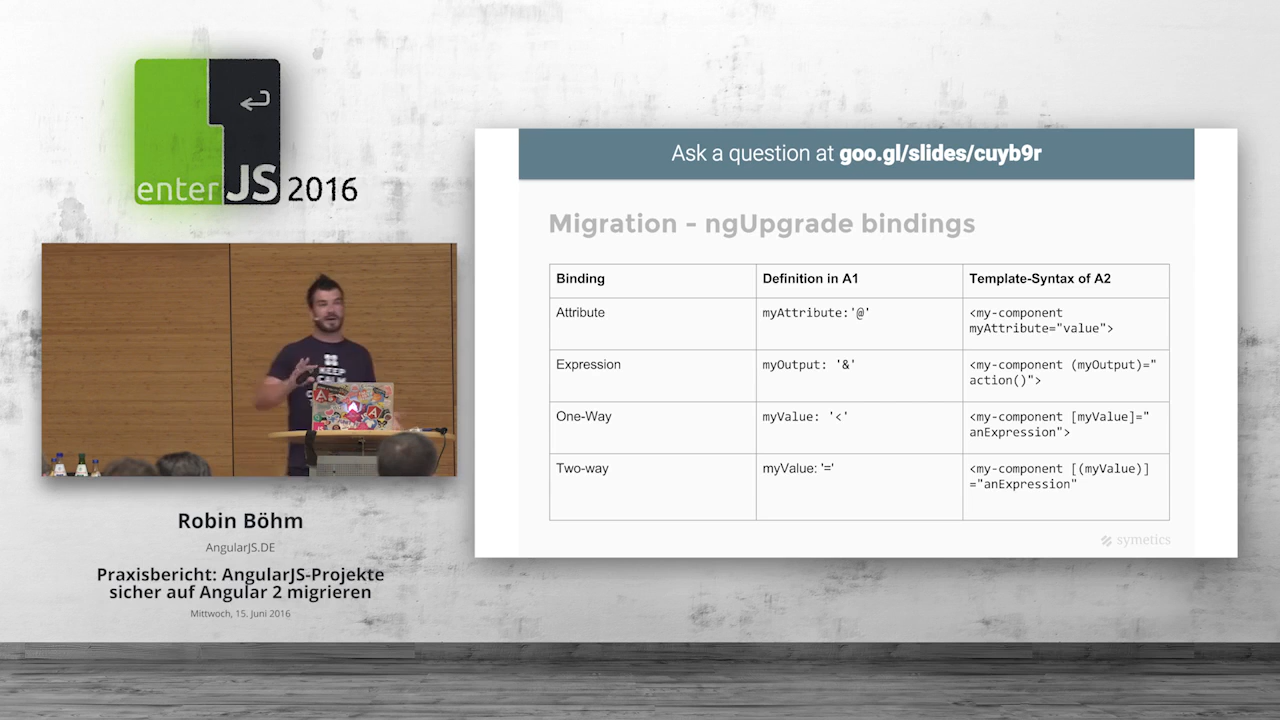 enterJS 2016
Robin Böhm
AngularJS.DE
Praxisbericht: AngularJS-Projekte
sicher auf Angular 2 migrieren
Mittwoch, 15. Juni 2016
KEEP
CALM
Ask a question at goo.gl/slides/cuyb9r
Migration - ngUpgrade bindings
Binding
Definition in A1
Template-Syntax of A2
Attribute
myAttribute:'@'
<my-component
myAttribute="value">
Expression
myOutput: '&'
<my-component (myOutput)="
action()">
One-Way
myValue: '<'
<my-component [myValue]="
anExpression">
Two-way
myValue: '='
<my-component [(myValue)]
="anExpression"
symetics